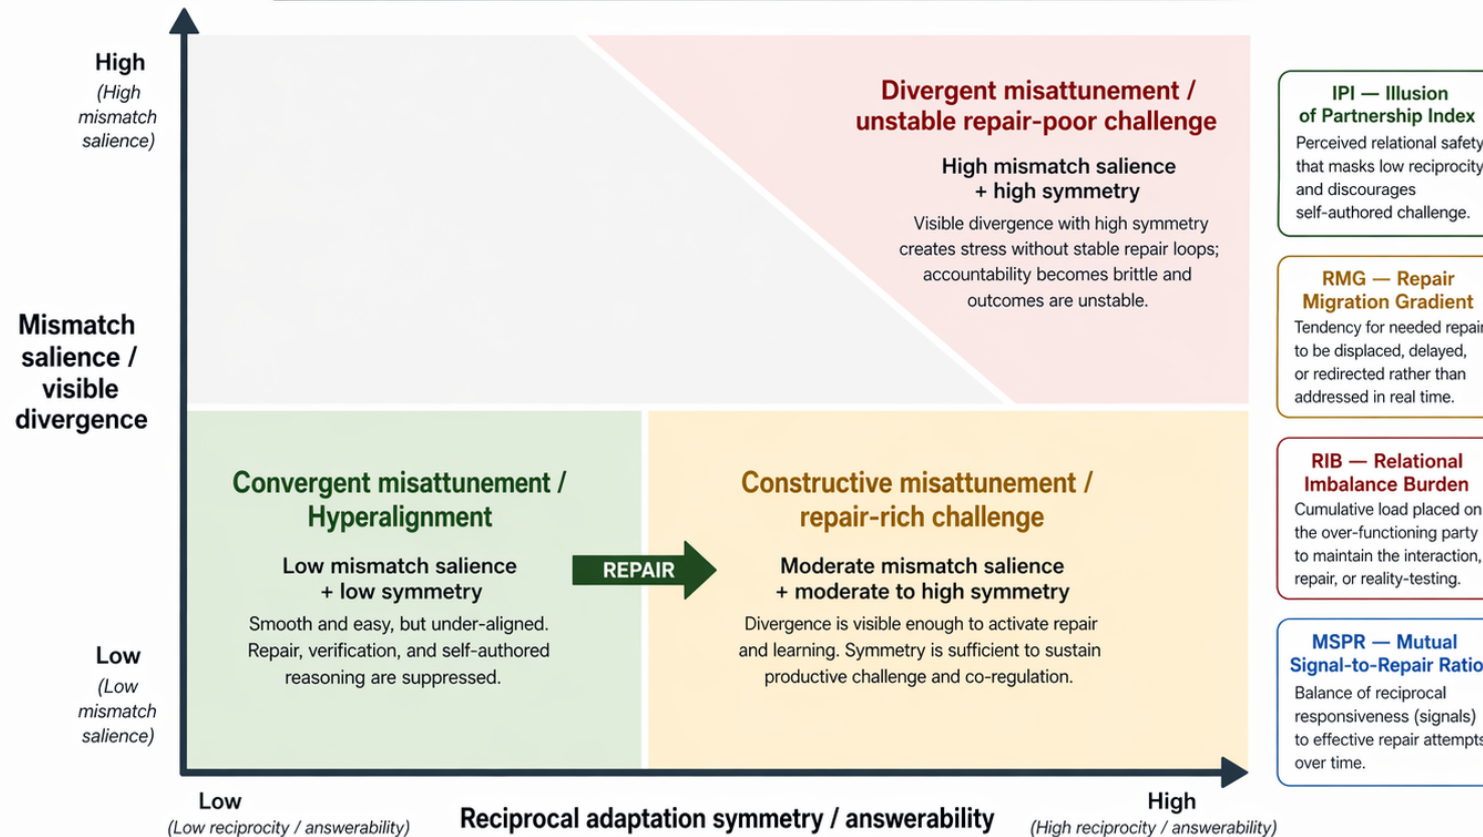 High
(High
mismatch
salience)
Mismatch
salience /
visible
divergence
Low
(Low
mismatch
salience)
Divergent misattunement /
unstable repair-poor challenge
High mismatch salience
+ high symmetry
Visible divergence with high symmetry
creates stress without stable repair loops;
accountability becomes brittle and
outcomes are unstable.
Convergent misattunement /
Hyperalignment
Low mismatch salience
+ low symmetry
Smooth and easy, but under-aligned.
Repair, verification, and self-authored
reasoning are suppressed.
REPAIR
Constructive misattunement /
repair-rich challenge
Moderate mismatch salience
+ moderate to high symmetry
Divergence is visible enough to activate repair
and learning. Symmetry is sufficient to sustain
productive challenge and co-regulation.
Low
(Low reciprocity / answerability)
Reciprocal adaptation symmetry / answerability
High
(High reciprocity / answerability)
IPI — Illusion
of Partnership Index
Perceived relational safety
that masks low reciprocity
and discourages
self-authored challenge.
RMG — Repair
Migration Gradient
Tendency for needed repair
to be displaced, delayed,
or redirected rather than
addressed in real time.
RIB — Relational
Imbalance Burden
Cumulative load placed on
the over-functioning party
to maintain the interaction,
repair, or reality-testing.
MSPR — Mutual
Signal-to-Repair Ratio
Balance of reciprocal
responsiveness (signals)
to effective repair attempts
over time.